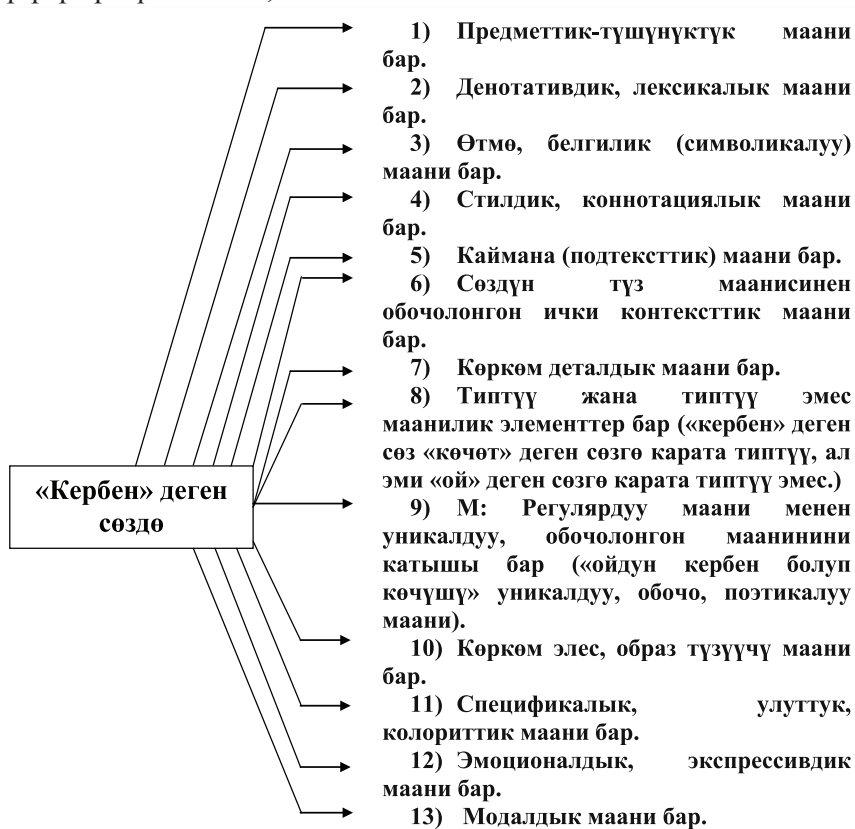 1) Предметтик-түшүнүктүк маани
бар.
2) Денотативдик, лексикалык маани
бар.
3) Өтмө, белгилик (символикалуу)
маани бар.
4) Стилдик, коннотациялык маани
бар.
5) Каймана (подтексттик) маани бар.
6) Сөздүн түз маанисинен
обочолонгон ички контексттик маани
бар.
7) Көркөм деталдык маани бар.
8) Типтүү жана типтүү эмес
маанилик элементтер бар («кербен» деген
сөз «көчөт» деген сөзгө карата типтүү, ал
эми «ой» деген сөзгө карата типтүү эмес.)
«Кербен» деген
сөздө
9) М: Регулярдуу маани менен
уникалдуу, обочолонгон маанинини
катышы бар («ойдун кербен болуп
көчүшү» уникалдуу, обочо, поэтикалуу
маани).
10) Көркөм элес, образ түзүүчү маани
бар.
11) Спецификалык, улуттук,
колориттик маани бар.
12) Эмоционалдык, экспрессивдик
маани бар.
13) Модалдык маани бар.